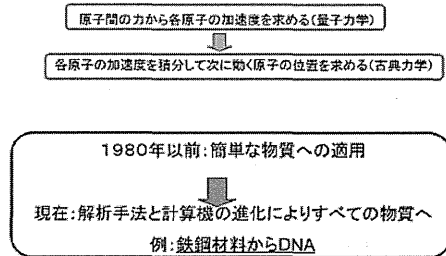 原子間の力から各原子の加速度を求める(量子力学)
各原子の加速度を積分して次に動く原子の位置を求める(古典力学)
1980年以前:簡単な物質への適用
現在:解析手法と計算機の進化によりすべての物質へ
例:鉄鋼材料からDNA